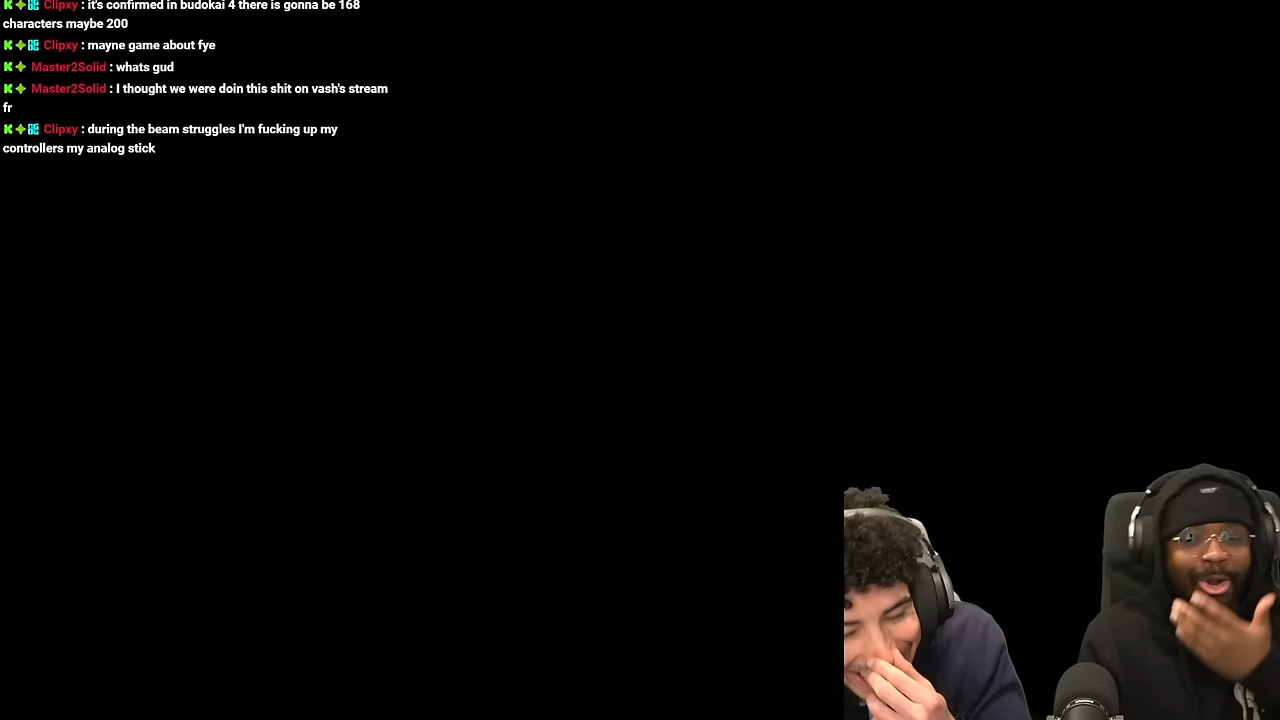 Clipxy : it's confirmed in budokai 4 there is gonna be 168
characters maybe 200
Clipxy : mayne game about fye
Master2Solid : whats gud
Master2Solid : I thought we were doin this shit on vash's stream
fr
Clipxy : during the beam struggles I'm fucking up my
controllers my analog stick